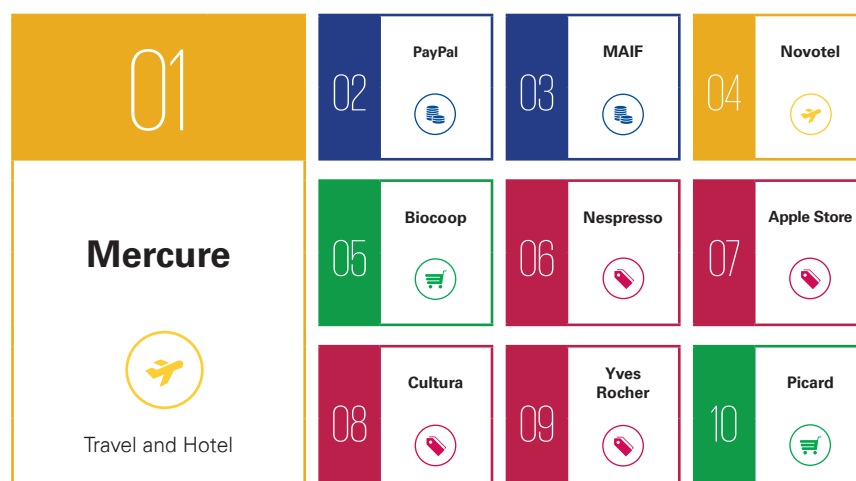 01
Mercure
Travel and Hotel
02
PayPal
03
MAIF
04
Novotel
05
Biocoop
06
Nespresso
07
Apple Store
08
Cultura
09
Yves
Rocher
10
Picard